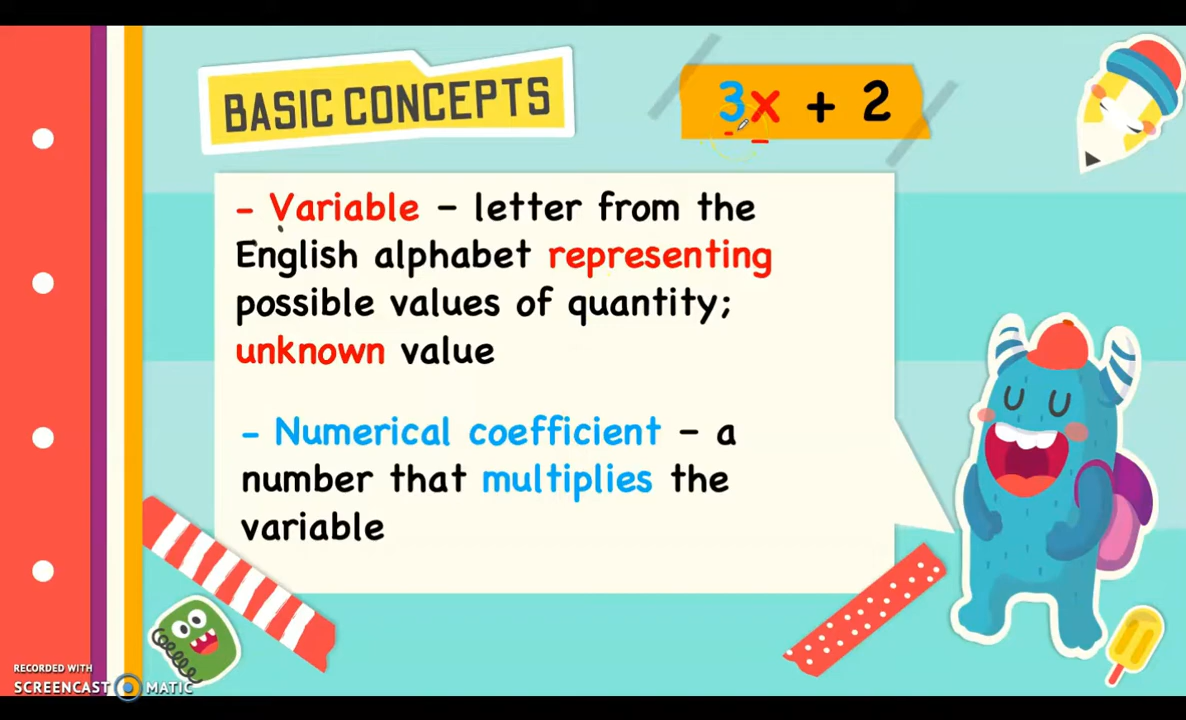 BASIC CONCEPTS
3x + 2
- Variable – letter from the
English alphabet representing
possible values of quantity;
unknown value
- Numerical coefficient – a
number that multiplies the
variable
RECORDED WITH
SCREENCAST MATIC